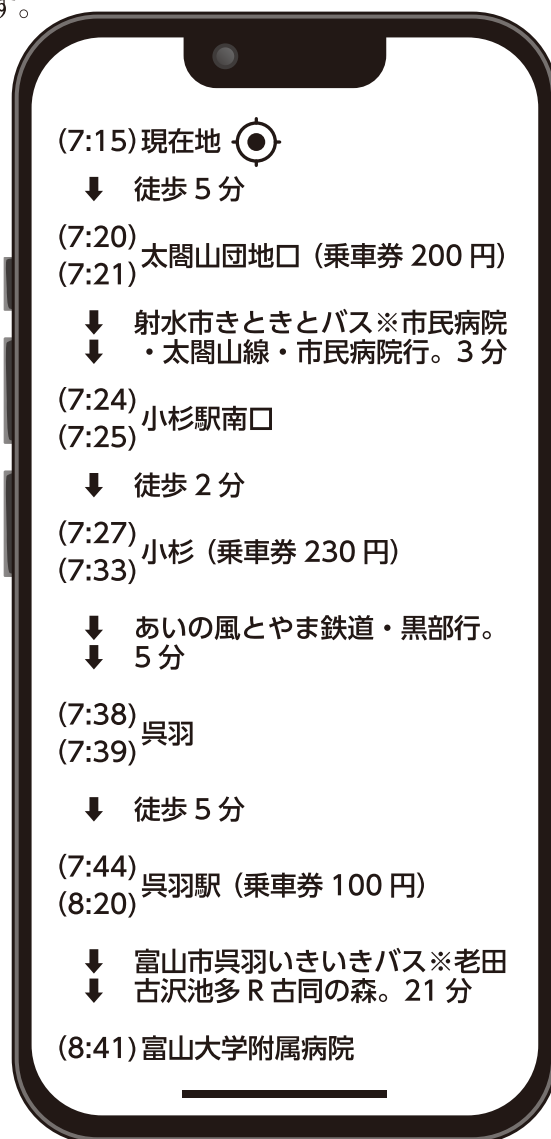 す。
(7:15) 現在地
⬇ 徒歩 5 分
(7:20)
(7:21) 太閤山団地口（乗車券 200 円）
⬇ 射水市きときとバス※市民病院
⬇ ・太閤山線・市民病院行。3 分
(7:24)
(7:25) 小杉駅南口
⬇ 徒歩 2 分
(7:27)
(7:33) 小杉（乗車券 230 円）
⬇ あいの風とやま鉄道・黒部行。
⬇ 5 分
(7:38)
(7:39) 呉羽
⬇ 徒歩 5 分
(7:44)
(8:20) 呉羽駅（乗車券 100 円）
⬇ 富山市呉羽いきいきバス※老田
⬇ 古沢池多 R 古同の森。21 分
(8:41) 富山大学附属病院